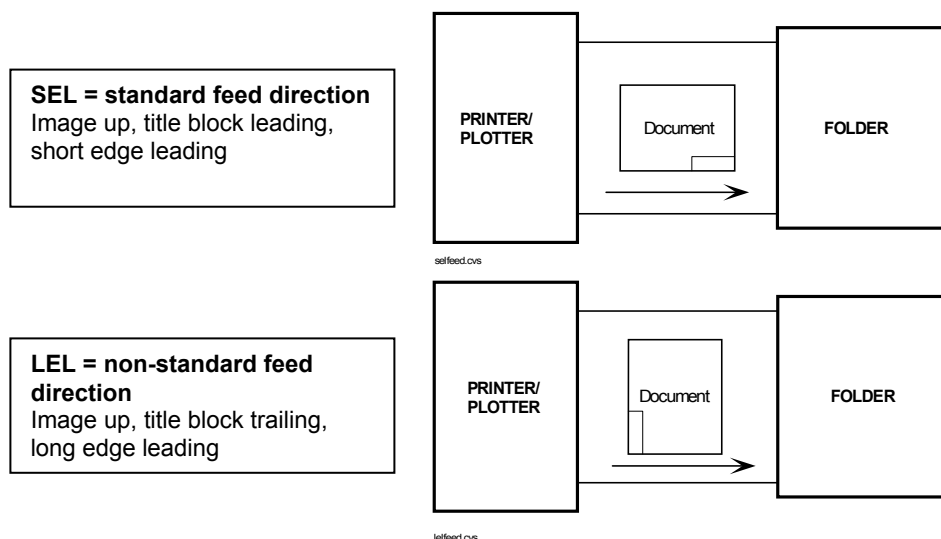 SEL = standard feed direction
Image up, title block leading,
short edge leading
PRINTER/
PLOTTER
Document
FOLDER
selfeed.cvs
LEL = non-standard feed
direction
Image up, title block trailing,
long edge leading
PRINTER/
PLOTTER
Document
FOLDER
lelfeed.cvs